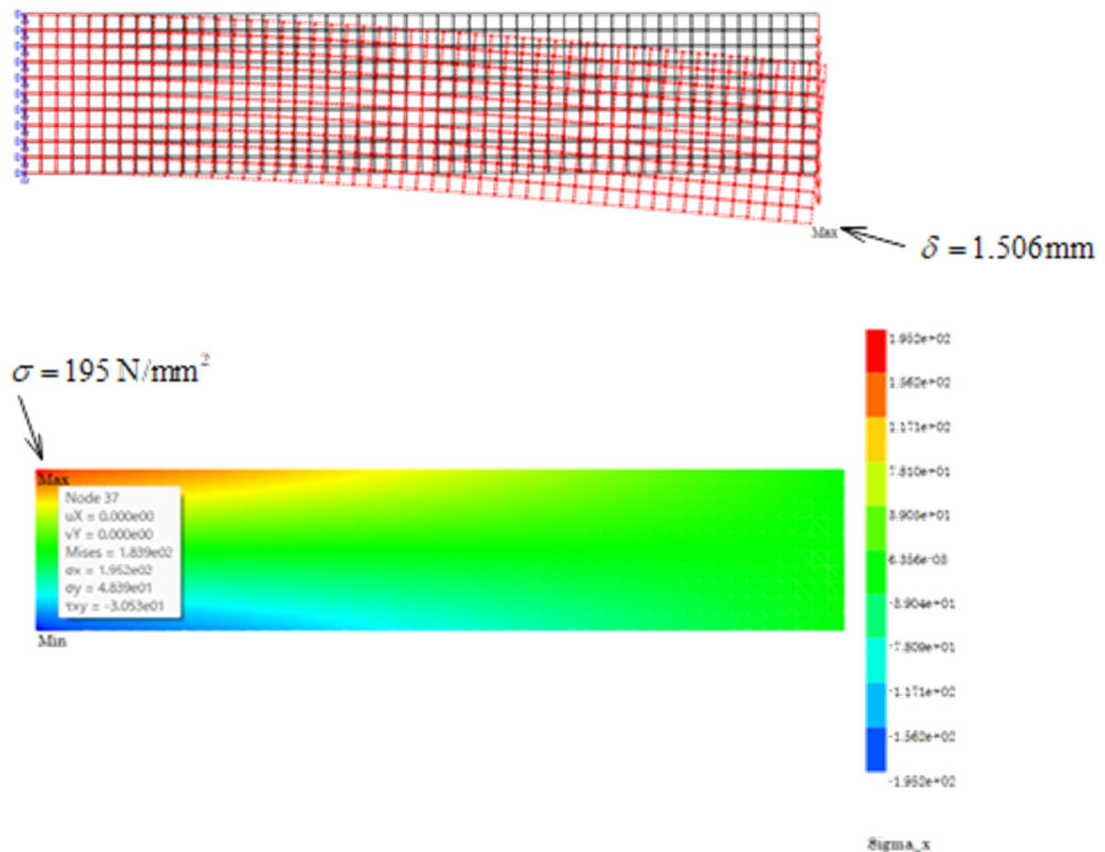 Max
δ = 1.506mm
σ = 195 N/mm²
Max
Node 37
uX = 0.000e00
vY = 0.000e00
Mises = 1.839e02
σx = 1.952e02
σy = 4.839e01
τxy = -3.053e01
Min
1.952e+02
1.562e+02
1.171e+02
7.810e+01
3.905e+01
-3.904e+01
-7.809e+01
-1.171e+02
-1.562e+02
-1.952e+02
Sigma_x